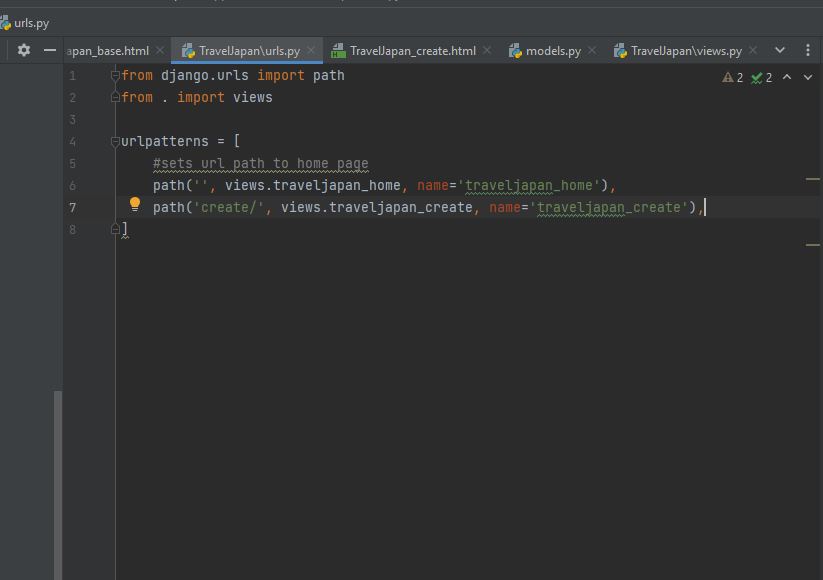 urls.py
apan_base.html TravelJapan\urls.py TravelJapan_create.html models.py TravelJapan\views.py
2 2
1 from django.urls import path
2 from . import views
3
4 urlpatterns = [
5 #sets url path to home page
6 path('', views.traveljapan_home, name='traveljapan_home'),
7 path('create/', views.traveljapan_create, name='traveljapan_create'),
8 ]